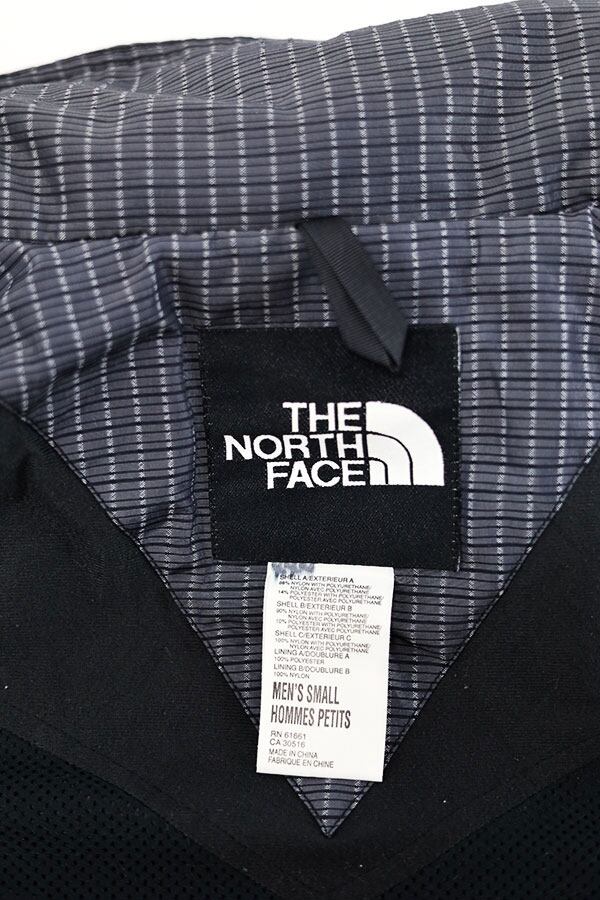 THE
NORTH
FACE
SHELL A/EXTERIEUR A
86% NYLON WITH POLYURETHANE/
NYLON AVEC POLYURETHANE
14% POLYESTER WITH POLYURETHANE/
POLYESTER AVEC POLYURETHANE
SHELL B/EXTERIEUR B
90% NYLON WITH POLYURETHANE/
NYLON AVEC POLYURETHANE
10% POLYESTER WITH POLYURETHANE/
POLYESTER AVEC POLYURETHANE
SHELL C/EXTERIEUR C
100% NYLON WITH POLYURETHANE/
NYLON AVEC POLYURETHANE
LINING A/DOUBLURE A
100% POLYESTER
LINING B/DOUBLURE B
100% NYLON
MEN'S SMALL
HOMMES PETITS
RN 61661
CA 30516
MADE IN CHINA
FABRIQUE EN CHINE